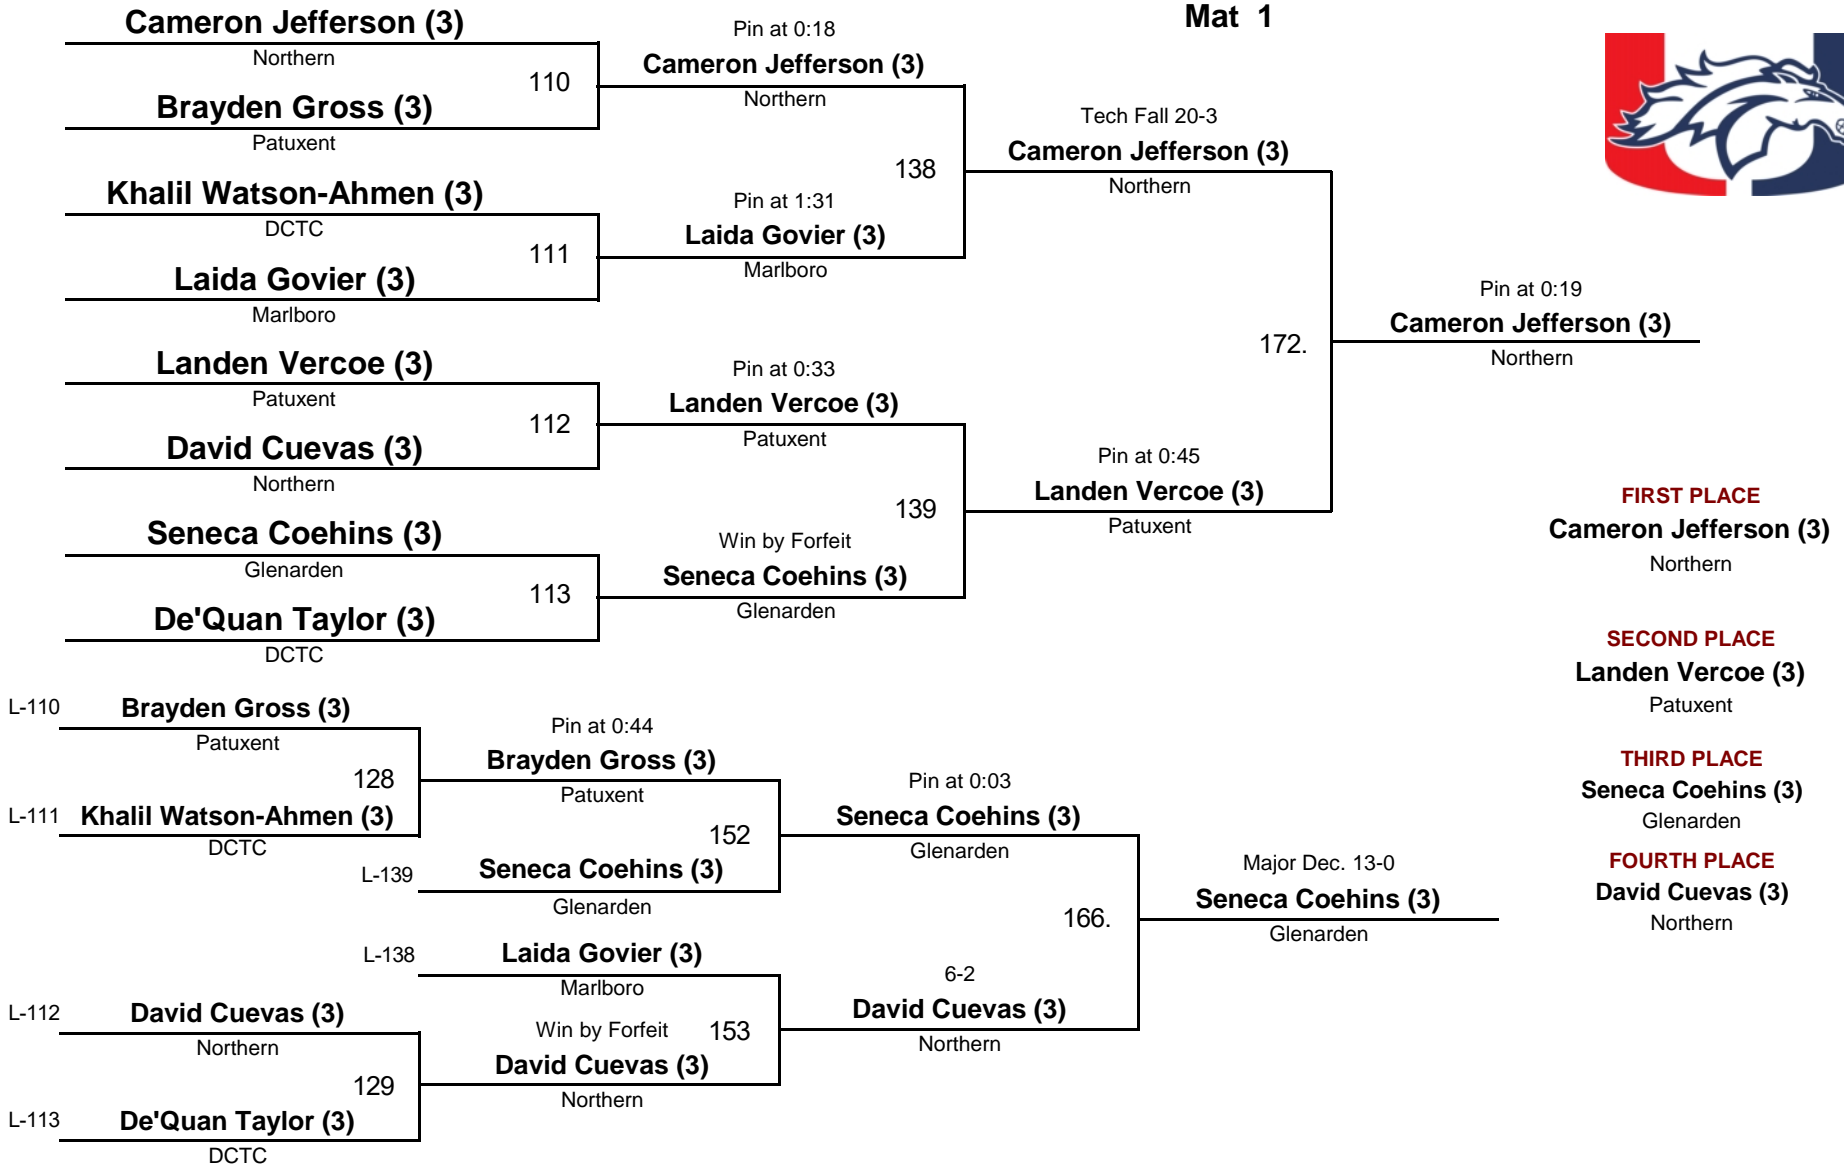 Mat 1
Cameron Jefferson (3)
Northern
110
Brayden Gross (3)
Patuxent
Khalil Watson-Ahmen (3)
DCTC
111
Laida Govier (3)
Marlboro
Landen Vercoe (3)
Patuxent
112
David Cuevas (3)
Northern
Seneca Coehins (3)
Glenarden
113
De'Quan Taylor (3)
DCTC
Pin at 0:18
Cameron Jefferson (3)
Northern
138
Pin at 1:31
Laida Govier (3)
Marlboro
Pin at 0:33
Landen Vercoe (3)
Patuxent
139
Win by Forfeit
Seneca Coehins (3)
Glenarden
Tech Fall 20-3
Cameron Jefferson (3)
Northern
172.
Pin at 0:45
Landen Vercoe (3)
Patuxent
Pin at 0:19
Cameron Jefferson (3)
Northern
FIRST PLACE
Cameron Jefferson (3)
Northern
SECOND PLACE
Landen Vercoe (3)
Patuxent
THIRD PLACE
Seneca Coehins (3)
Glenarden
FOURTH PLACE
David Cuevas (3)
Northern
L-110
Brayden Gross (3)
Patuxent
128
L-111
Khalil Watson-Ahmen (3)
DCTC
Pin at 0:44
Brayden Gross (3)
Patuxent
152
L-139
Seneca Coehins (3)
Glenarden
L-138
Laida Govier (3)
Marlboro
153
L-112
David Cuevas (3)
Northern
129
L-113
De'Quan Taylor (3)
DCTC
Win by Forfeit
David Cuevas (3)
Northern
Pin at 0:03
Seneca Coehins (3)
Glenarden
166.
6-2
David Cuevas (3)
Northern
Major Dec. 13-0
Seneca Coehins (3)
Glenarden